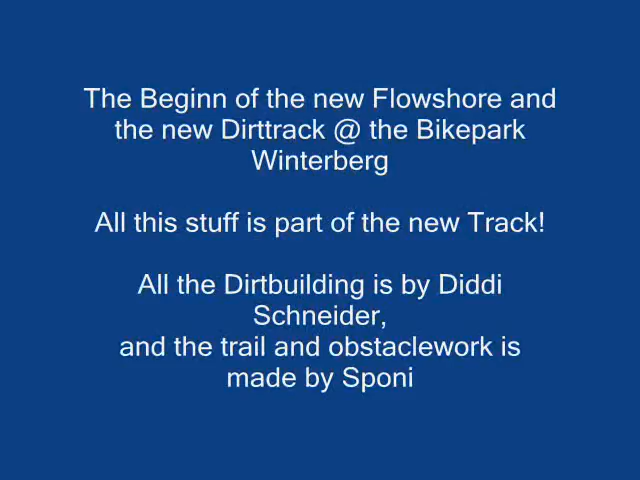 The Beginn of the new Flowshore and
the new Dirttrack @ the Bikepark
Winterberg
All this stuff is part of the new Track!
All the Dirtbuilding is by Diddi
Schneider,
and the trail and obstaclework is
made by Sponi